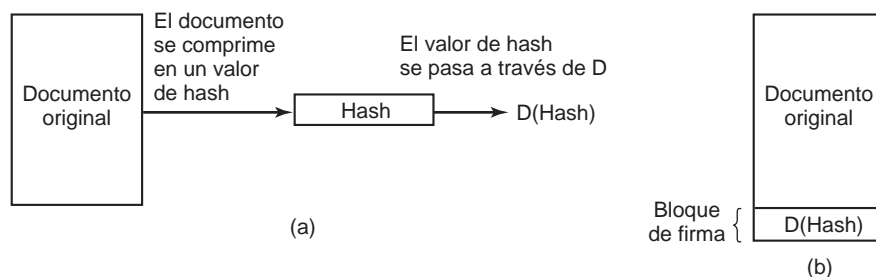 El documento
se comprime
en un valor
de hash
El valor de hash
se pasa a través de D
Documento
original
Hash
D(Hash)
(a)
Documento
original
Bloque
de firma
D(Hash)
(b)